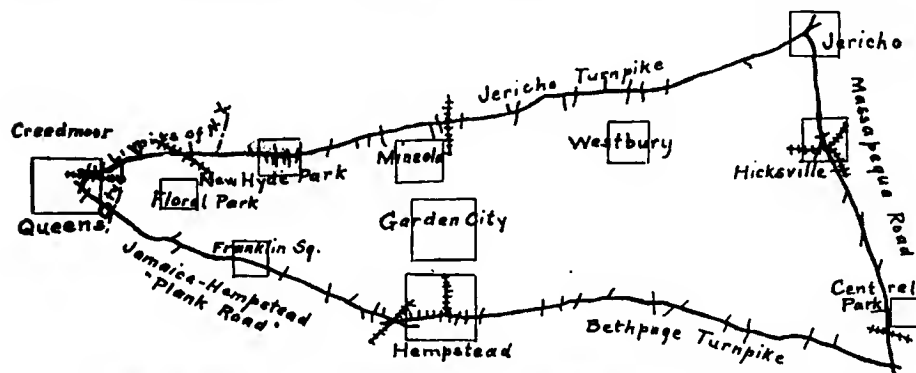 Jericho
Jericho Turnpike
Massapequa Road
Creedmoor
Westbury
Mineola
Hicksville
New Hyde Park
Floral Park
Queens
Garden City
Franklin Sq.
Jamaica-Hempstead
"Plank Road"
Central
Park
Bethpage Turnpike
Hempstead